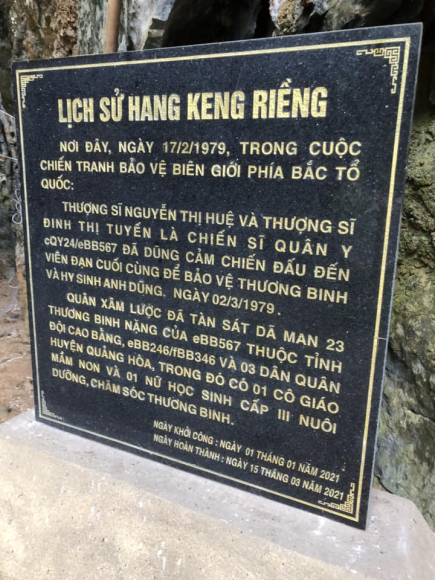 LỊCH SỬ HANG KENG RIỀNG
NƠI ĐÂY, NGÀY 17/2/1979, TRONG CUỘC
CHIẾN TRANH BẢO VỆ BIÊN GIỚI PHÍA BẮC TỔ
QUỐC:
THƯỢNG SĨ NGUYỄN THỊ HUỆ VÀ THƯỢNG SĨ
ĐINH THỊ TUYẾN LÀ CHIẾN SĨ QUÂN Y
cQY24/eBB567 ĐÃ DŨNG CẢM CHIẾN ĐẤU ĐẾN
VIÊN ĐẠN CUỐI CÙNG ĐỂ BẢO VỆ THƯƠNG BINH
VÀ HY SINH ANH DŨNG. NGÀY 02/3/1979.
QUÂN XÂM LƯỢC ĐÃ TÀN SÁT DÃ MAN 23
THƯƠNG BINH NẶNG CỦA eBB567 THUỘC TỈNH
ĐỘI CAO BẰNG, eBB246/fBB346 VÀ 03 DÂN QUÂN
HUYỆN QUẢNG HÒA, TRONG ĐÓ CÓ 01 CÔ GIÁO
MẦM NON VÀ 01 NỮ HỌC SINH CẤP III NUÔI
DƯỠNG, CHĂM SÓC THƯƠNG BINH.
NGÀY KHỞI CÔNG : NGÀY 01 THÁNG 01 NĂM 2021
NGÀY HOÀN THÀNH : NGÀY 15 THÁNG 03 NĂM 2021